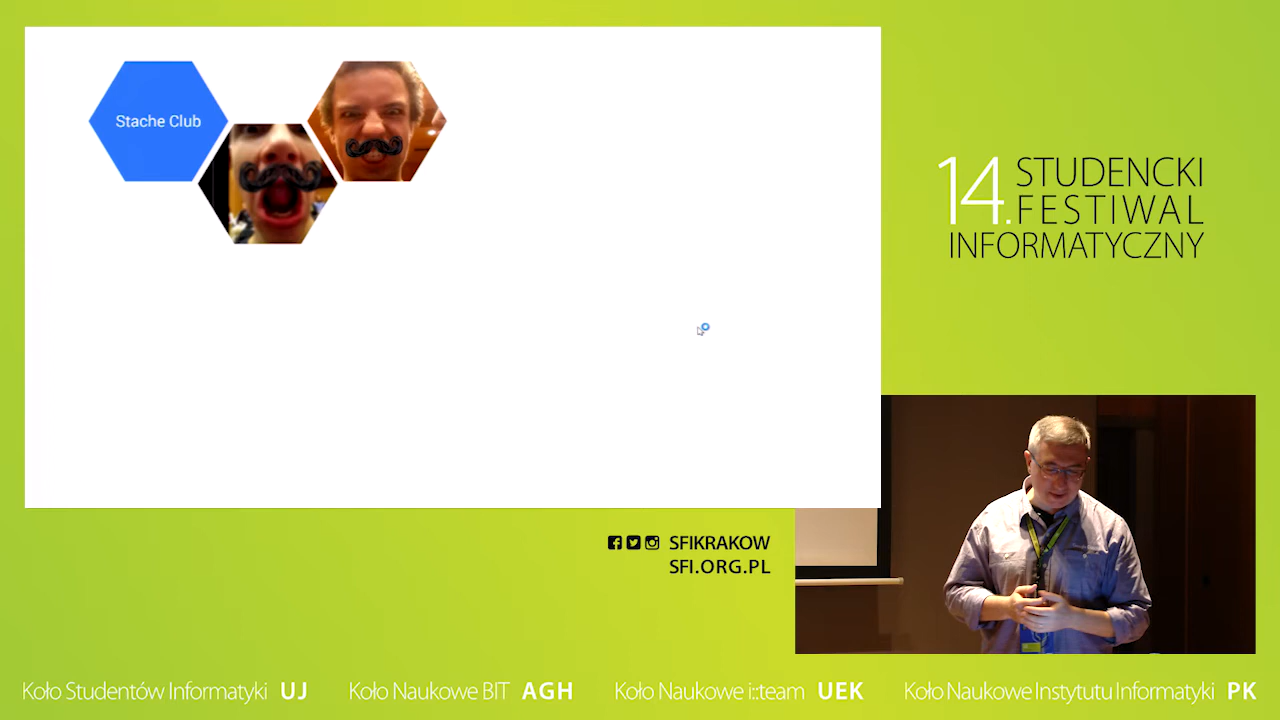 Stache Club
14. STUDENCKI
FESTIWAL
INFORMATYCZNY
SFIKRAKOW
SFI.ORG.PL
Koło Studentów Informatyki UJ
Koło Naukowe BIT AGH
Koło Naukowe i::team UEK
Koło Naukowe Instytutu Informatyki PK